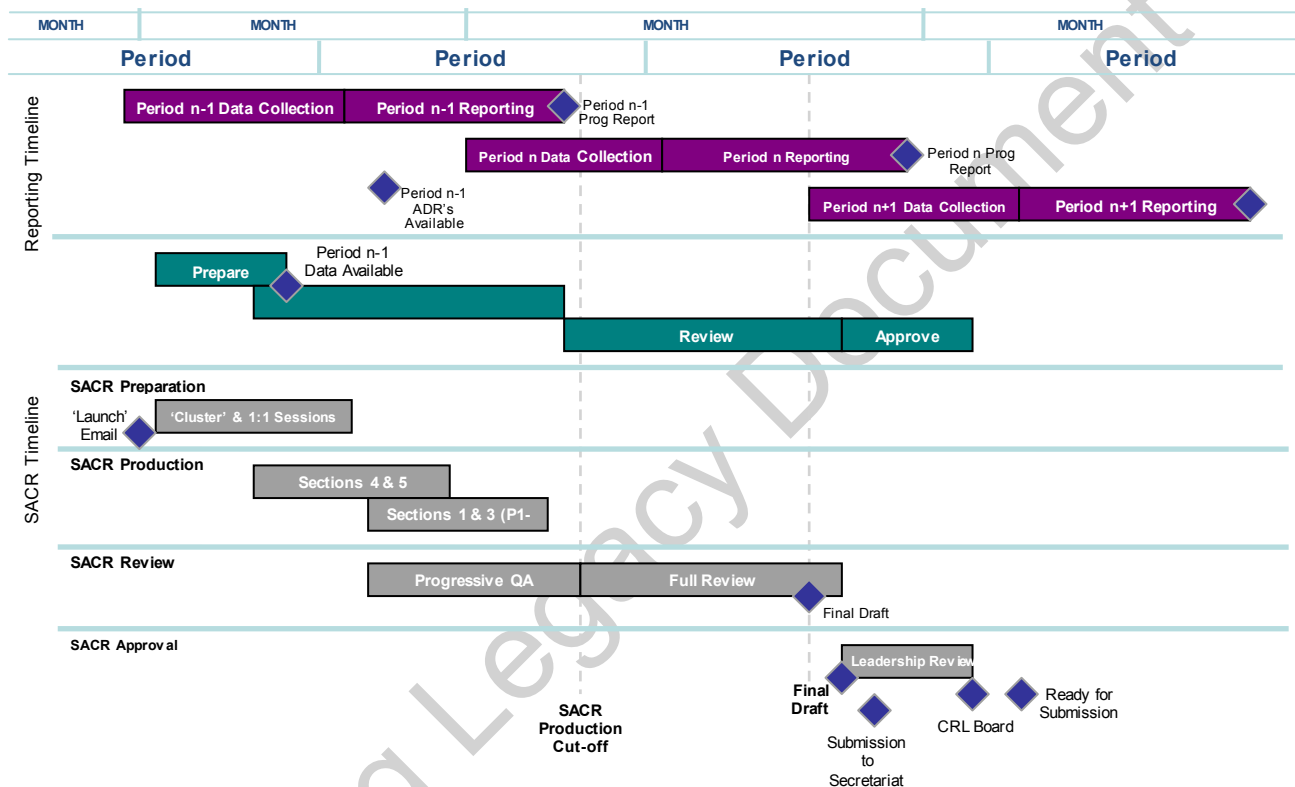 MONTH MONTH MONTH MONTH
Period Period Period Period
Reporting Timeline
Period n-1 Data Collection Period n-1 Reporting
Period n-1
Prog Report
Period n Data Collection Period n Reporting
Period n Prog
Report
Period n-1
ADR's
Available
Period n+1 Data Collection Period n+1 Reporting
Period n-1
Data Available
Prepare
Review Approve
SACR Timeline
SACR Preparation
'Launch'
Email
'Cluster' & 1:1 Sessions
SACR Production
Sections 4 & 5
Sections 1 & 3 (P1-
SACR Review
Progressive QA Full Review
Final Draft
SACR Approval
Leadership Review
Final
Draft
SACR
Production
Cut-off
CRL Board
Ready for
Submission
Submission
to
Secretariat
g Legacy Document